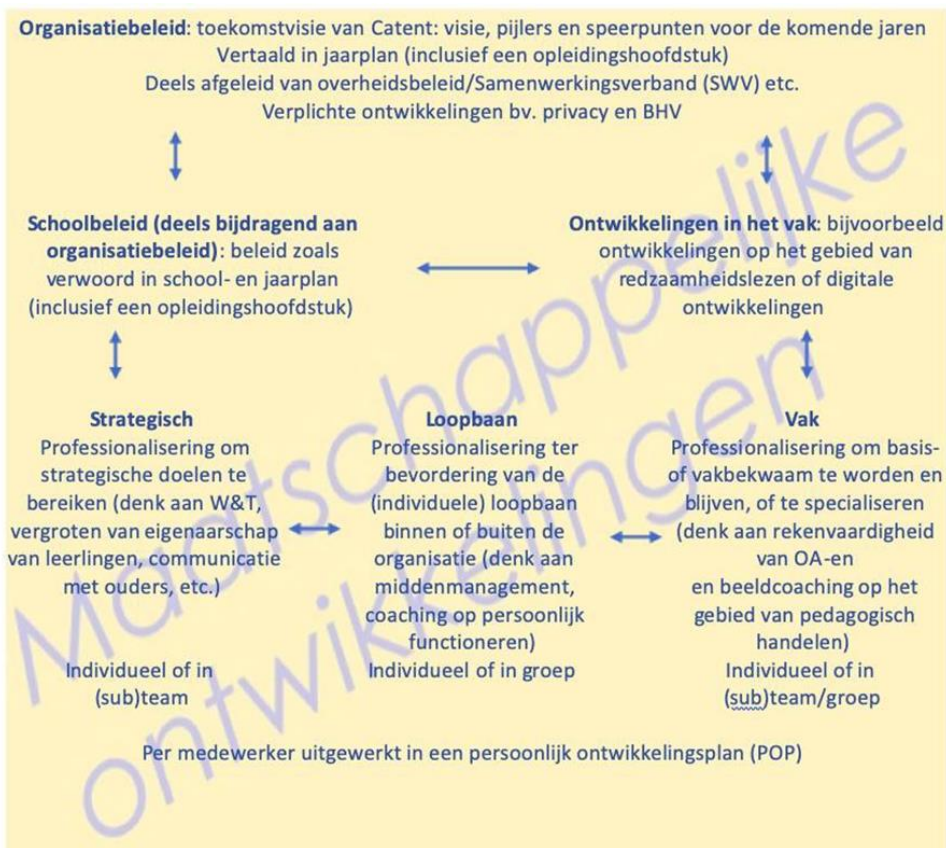 Organisatiebeleid: toekomstvisie van Catent: visie, pijlers en speerpunten voor de komende jaren
Vertaald in jaarplan (inclusief een opleidingshoofdstuk)
Deels afgeleid van overheidsbeleid/Samenwerkingsverband (SWV) etc.
Verplichte ontwikkelingen bv. privacy en BHV
Schoolbeleid (deels bijdragend aan
organisatiebeleid): beleid zoals
verwoord in school- en jaarplan
(inclusief een opleidingshoofdstuk)
Ontwikkelingen in het vak: bijvoorbeeld
ontwikkelingen op het gebied van
redzaamheidslezen of digitale
ontwikkelingen
Strategisch
Professionalisering om
strategische doelen te
bereiken (denk aan W&T,
vergroten van eigenaarschap
van leerlingen, communicatie
met ouders, etc.)
Individueel of in
(sub)team
Loopbaan
Professionalisering ter
bevordering van de
(individuele) loopbaan
binnen of buiten de
organisatie (denk aan
middenmanagement,
coaching op persoonlijk
functioneren)
Individueel of in groep
Vak
Professionalisering om basis-
of vakbekwaam te worden en
blijven, of te specialiseren
(denk aan rekenvaardigheid
van OA-en
en beeldcoaching op het
gebied van pedagogisch
handelen)
Individueel of in
(sub)team/groep
Per medewerker uitgewerkt in een persoonlijk ontwikkelingsplan (POP)
Maatschappelijke
ontwikkelingen